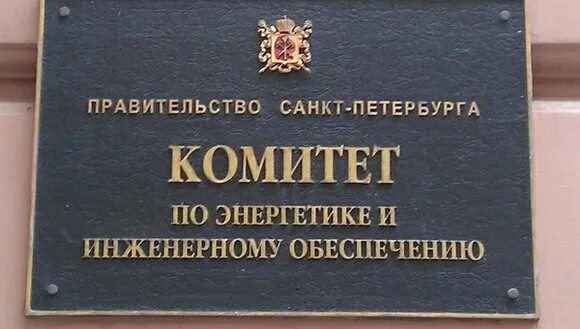 ПРАВИТЕЛЬСТВО САНКТ-ПЕТЕРБУРГА
КОМИТЕТ
ПО ЭНЕРГЕТИКЕ И
ИНЖЕНЕРНОМУ ОБЕСПЕЧЕНИЮ